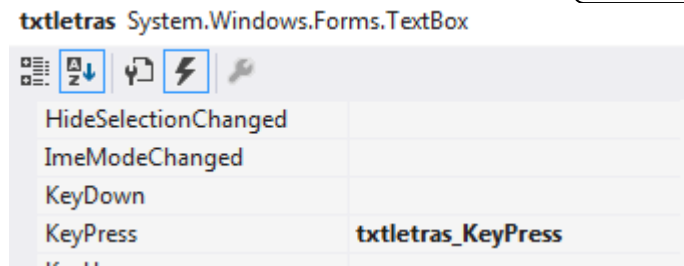 txtletras System.Windows.Forms.TextBox
HideSelectionChanged
ImeModeChanged
KeyDown
KeyPress txtletras_KeyPress